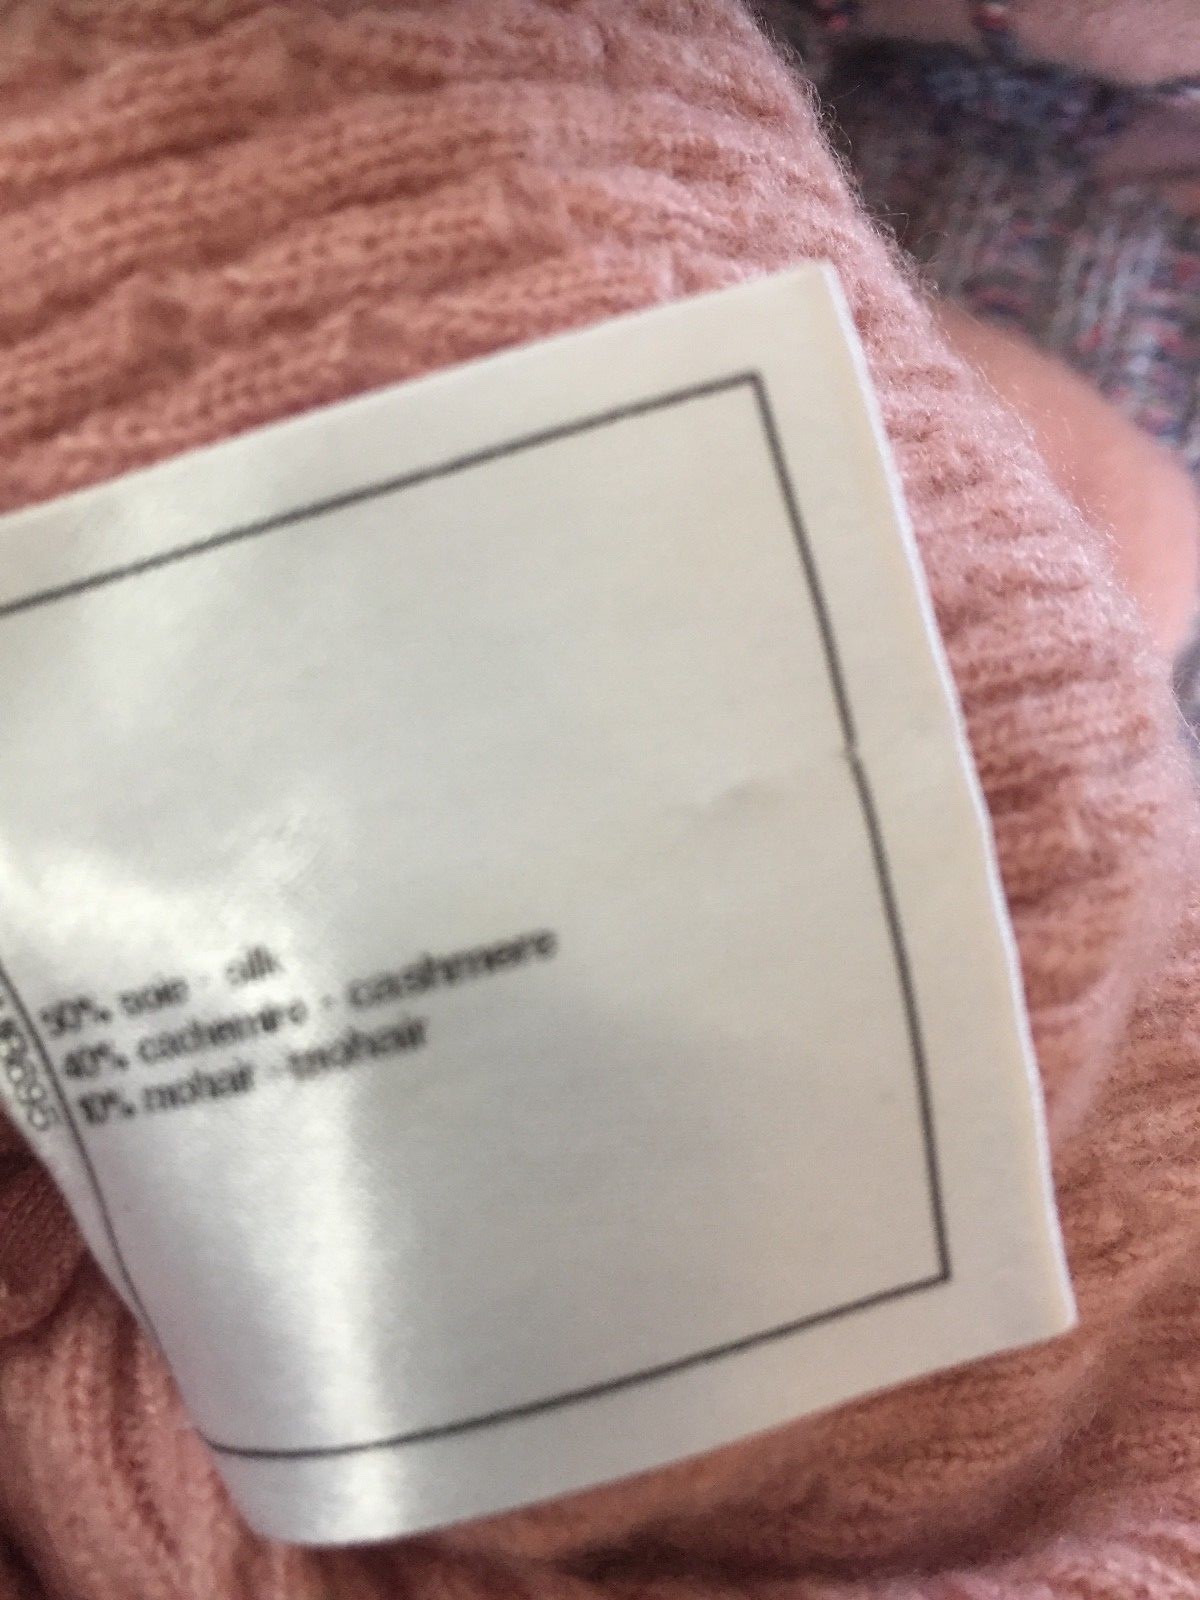 50% soie - silk
40% cachemire - cashmere
10% mohair - mohair